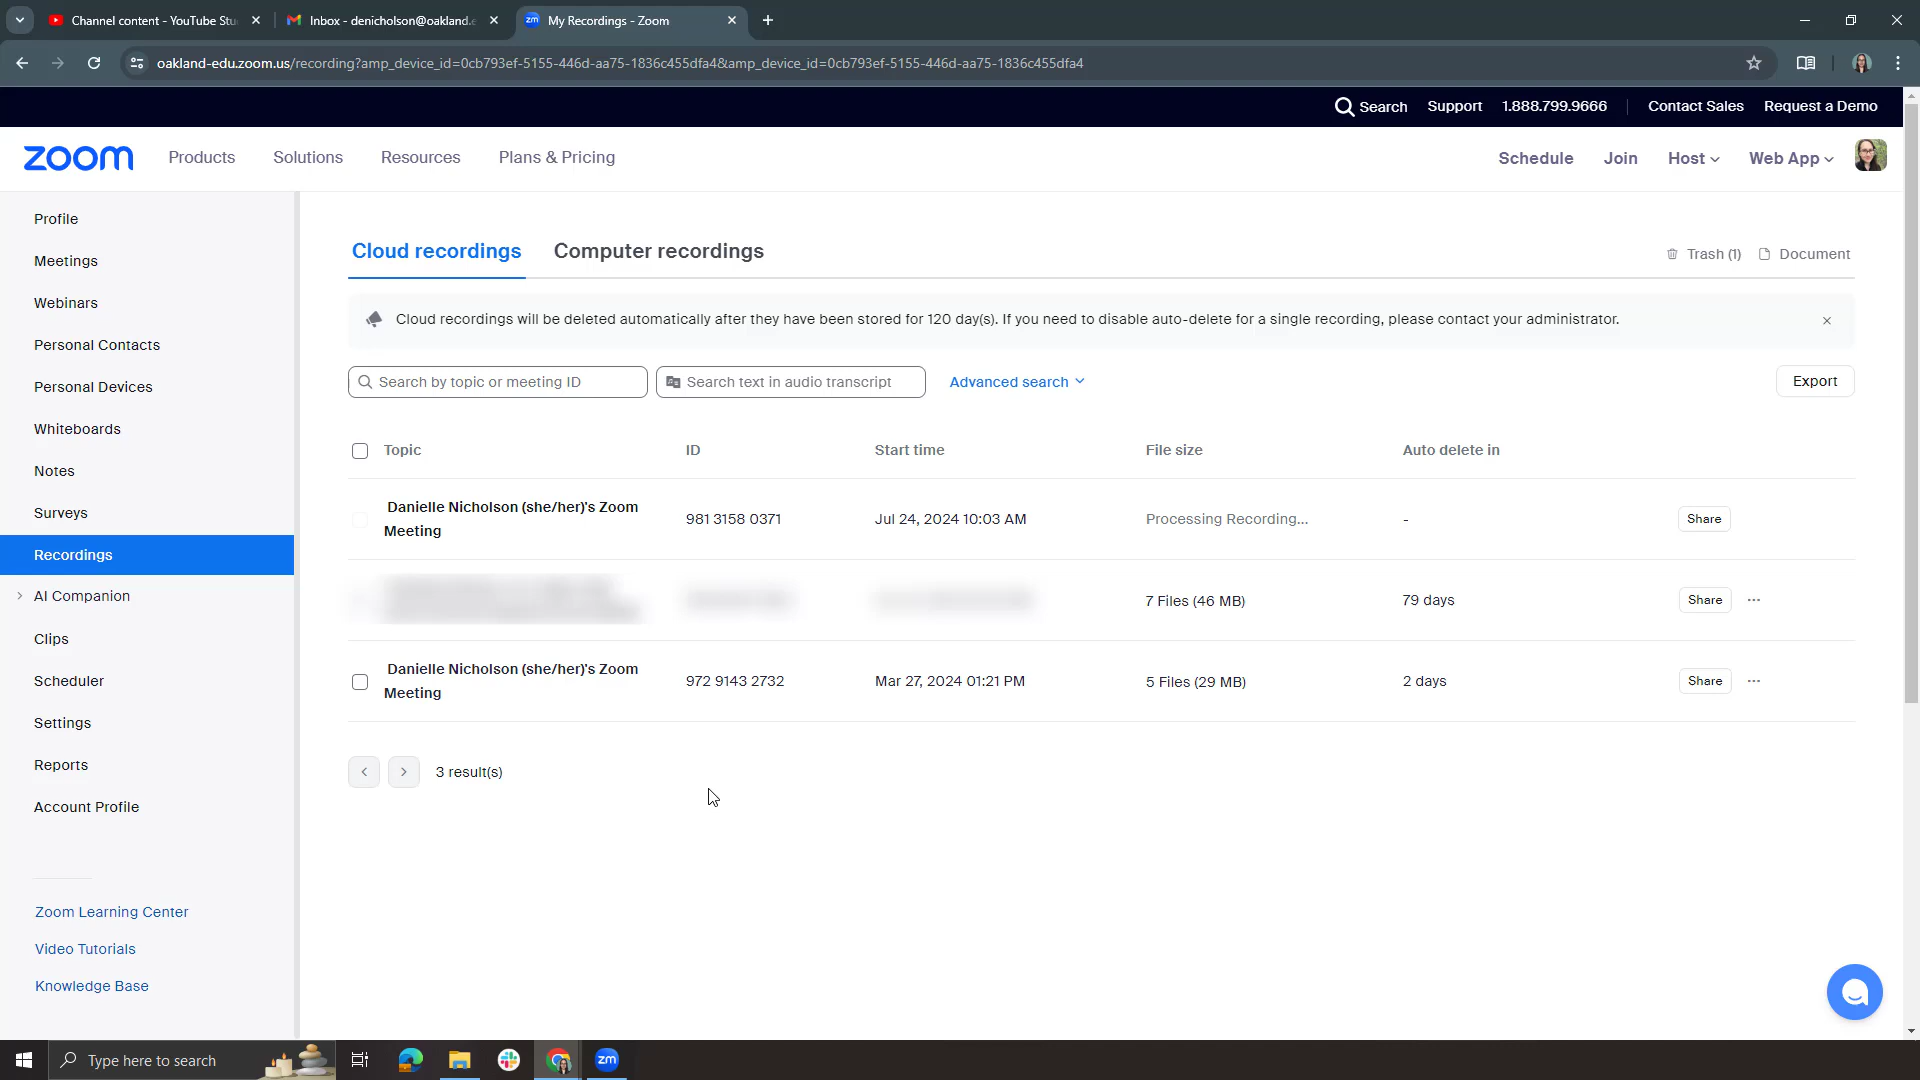 Channel content - YouTube Stu
Inbox - denicholson@oakland.e
zm My Recordings - Zoom
oakland-edu.zoom.us/recording?amp_device_id=0cb793ef-5155-446d-aa75-1836c455dfa4&amp_device_id=0cb793ef-5155-446d-aa75-1836c455dfa4
Search Support 1.888.799.9666 Contact Sales Request a Demo
zoom Products Solutions Resources Plans & Pricing Schedule Join Host Web App
Profile
Meetings
Webinars
Personal Contacts
Personal Devices
Whiteboards
Notes
Surveys
Recordings
AI Companion
Clips
Scheduler
Settings
Reports
Account Profile
Zoom Learning Center
Video Tutorials
Knowledge Base
Cloud recordings Computer recordings Trash (1) Document
Cloud recordings will be deleted automatically after they have been stored for 120 day(s). If you need to disable auto-delete for a single recording, please contact your administrator.
Search by topic or meeting ID Search text in audio transcript Advanced search Export
Topic ID Start time File size Auto delete in
Danielle Nicholson (she/her)'s Zoom
Meeting
981 3158 0371 Jul 24, 2024 10:03 AM Processing Recording... - Share
7 Files (46 MB) 79 days Share ...
Danielle Nicholson (she/her)'s Zoom
Meeting
972 9143 2732 Mar 27, 2024 01:21 PM 5 Files (29 MB) 2 days Share ...
3 result(s)
Type here to search
zm